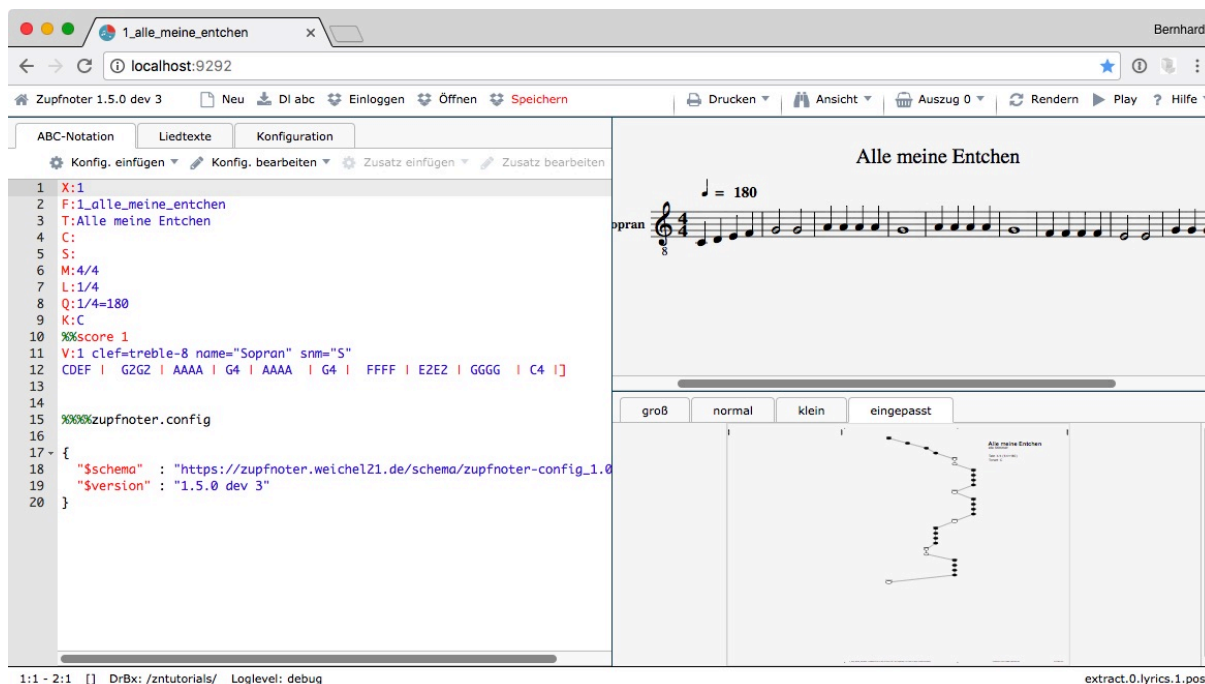 1_alle_meine_entchen
Bernhard
localhost:9292
Zupfnoter 1.5.0 dev 3 Neu Dl abc Einloggen Öffnen Speichern Drucken Ansicht Auszug 0 Rendern Play ? Hilfe
ABC-Notation Liedtexte Konfiguration
Konfig. einfügen Konfig. bearbeiten Zusatz einfügen Zusatz bearbeiten
1 X:1
2 F:1_alle_meine_entchen
3 T:Alle meine Entchen
4 C:
5 S:
6 M:4/4
7 L:1/4
8 Q:1/4=180
9 K:C
10 %%score 1
11 V:1 clef=treble-8 name="Sopran" snm="S"
12 CDEF | G2G2 | AAAA | G4 | AAAA | G4 | FFFF | E2E2 | GGGG | C4 |]
13
14
15 %%%%zupfnoter.config
16
17 {
18 "$schema" : "https://zupfnoter.weichel21.de/schema/zupfnoter-config_1.0
19 "$version" : "1.5.0 dev 3"
20 }
Alle meine Entchen
= 180
opran
4
4
8
groß normal klein eingepasst
Alle meine Entchen
1:1 - 2:1 [] DrBx: /zntutorials/ Loglevel: debug
extract.0.lyrics.1.pos